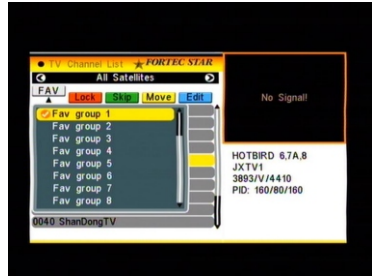 TV Channel List FORTEC STAR
All Satellites
FAV
Lock Skip Move Edit
Fav group 1
Fav group 2
Fav group 3
Fav group 4
Fav group 5
Fav group 6
Fav group 7
Fav group 8
0040 ShanDongTV
No Signal!
HOTBIRD 6,7A,8
JXTV1
3893/V/4410
PID: 160/80/160